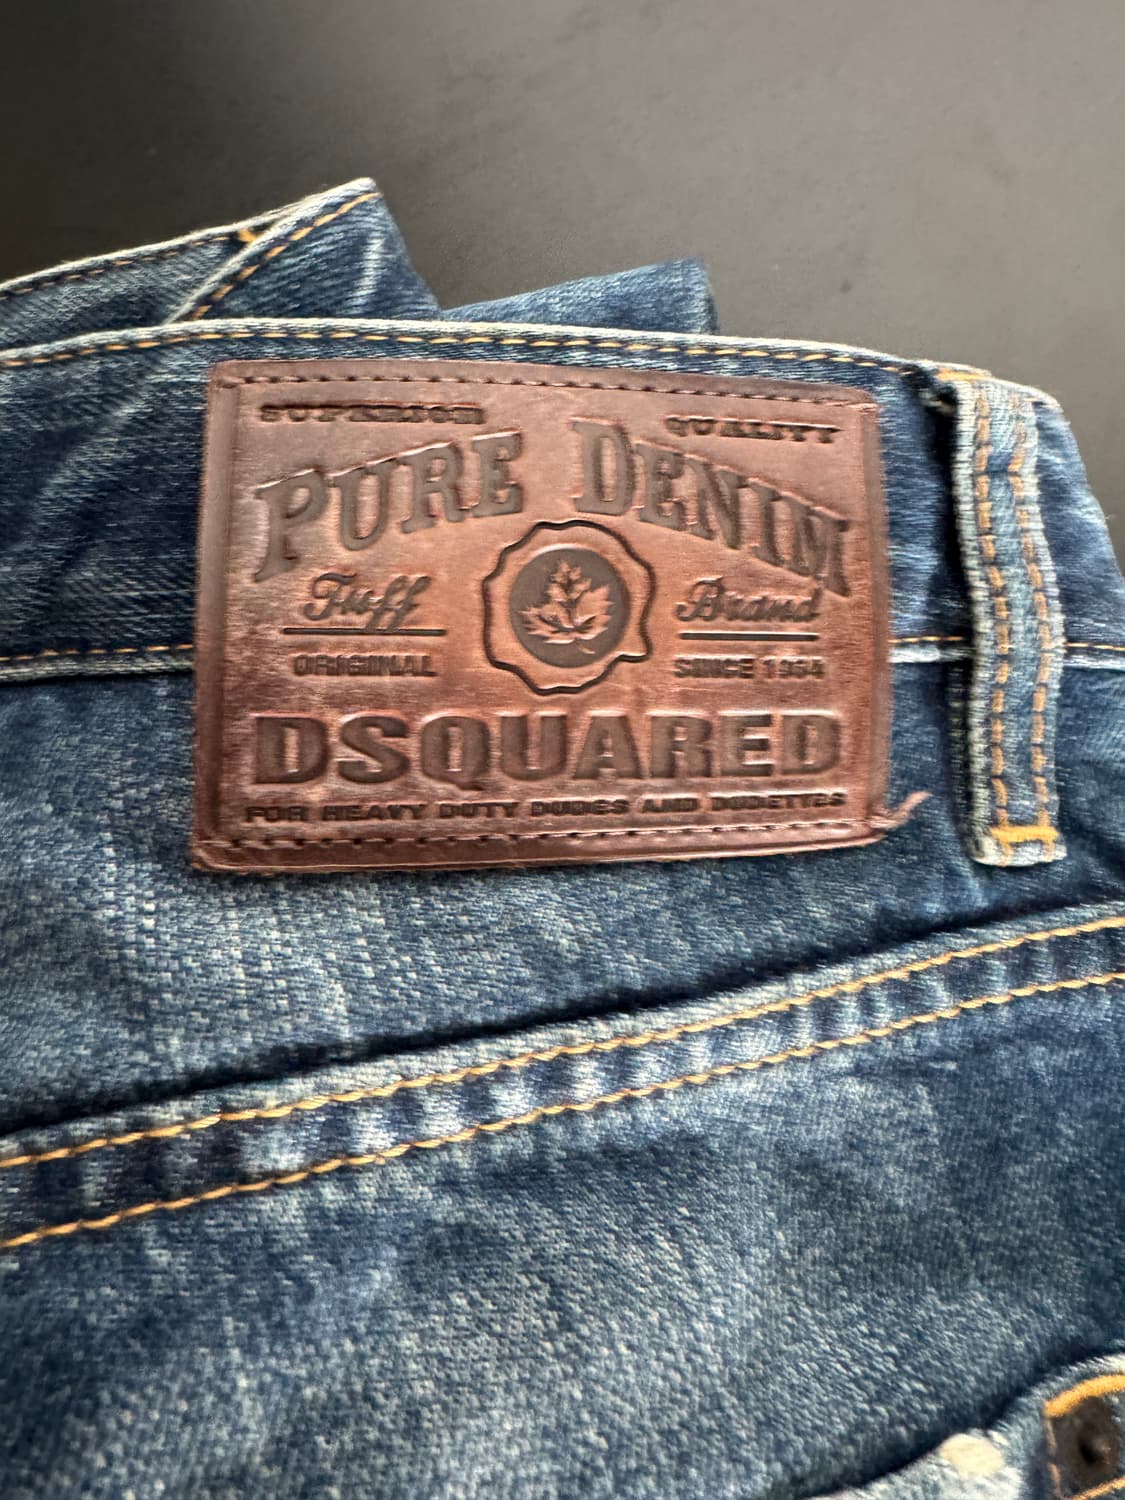 SUPERIOR QUALITY
PURE DENIM
Tuff Brand
ORIGINAL SINCE 1964
DSQUARED
FOR HEAVY DUTY DUDES AND DUDETTES